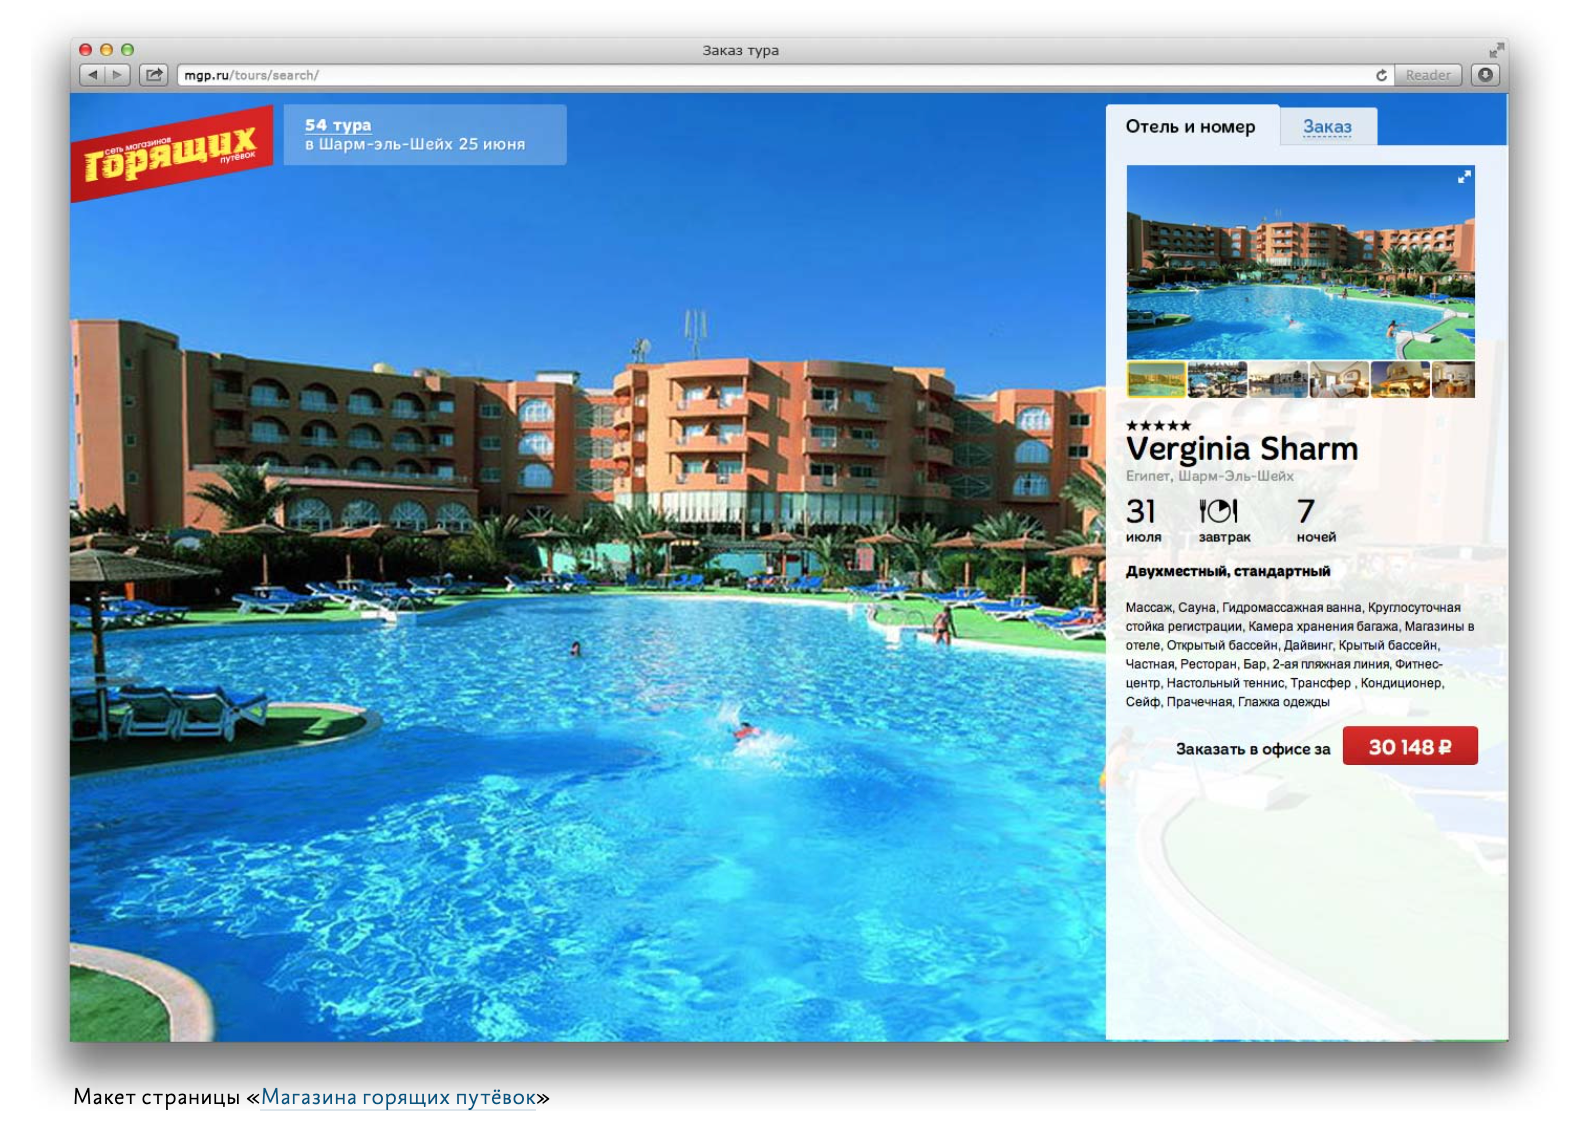 Заказ тура
mgp.ru/tours/search/
Reader
сеть магазинов
Горящих
путёвок
54 тура
в Шарм-эль-Шейх 25 июня
Отель и номер
Заказ
★★★★★
Verginia Sharm
Египет, Шарм-Эль-Шейх
31 7
июля завтрак ночей
Двухместный, стандартный
Массаж, Сауна, Гидромассажная ванна, Круглосуточная
стойка регистрации, Камера хранения багажа, Магазины в
отеле, Открытый бассейн, Дайвинг, Крытый бассейн,
Частная, Ресторан, Бар, 2-ая пляжная линия, Фитнес-
центр, Настольный теннис, Трансфер , Кондиционер,
Сейф, Прачечная, Глажка одежды
Заказать в офисе за 30 148 ₽
Макет страницы «Магазина горящих путёвок»